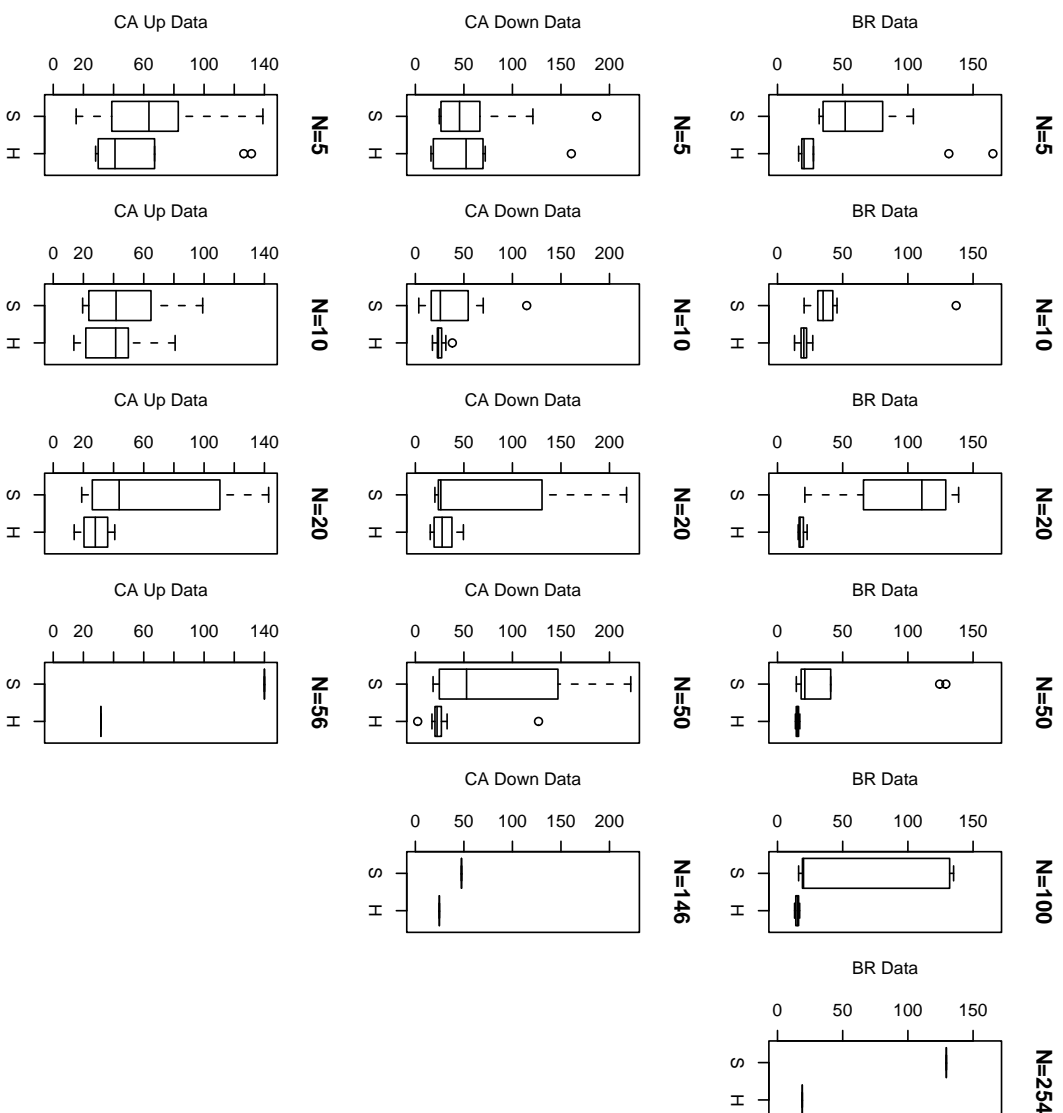 CA Up Data
0 20 60 100 140
S
H
N=5
CA Down Data
0 50 100 150 200
S
H
N=5
BR Data
0 50 100 150
S
H
N=5
CA Up Data
0 20 60 100 140
S
H
N=10
CA Down Data
0 50 100 150 200
S
H
N=10
BR Data
0 50 100 150
S
H
N=10
CA Up Data
0 20 60 100 140
S
H
N=20
CA Down Data
0 50 100 150 200
S
H
N=20
BR Data
0 50 100 150
S
H
N=20
CA Up Data
0 20 60 100 140
S
H
N=56
CA Down Data
0 50 100 150 200
S
H
N=50
BR Data
0 50 100 150
S
H
N=50
CA Down Data
0 50 100 150 200
S
H
N=146
BR Data
0 50 100 150
S
H
N=100
BR Data
0 50 100 150
S
H
N=254